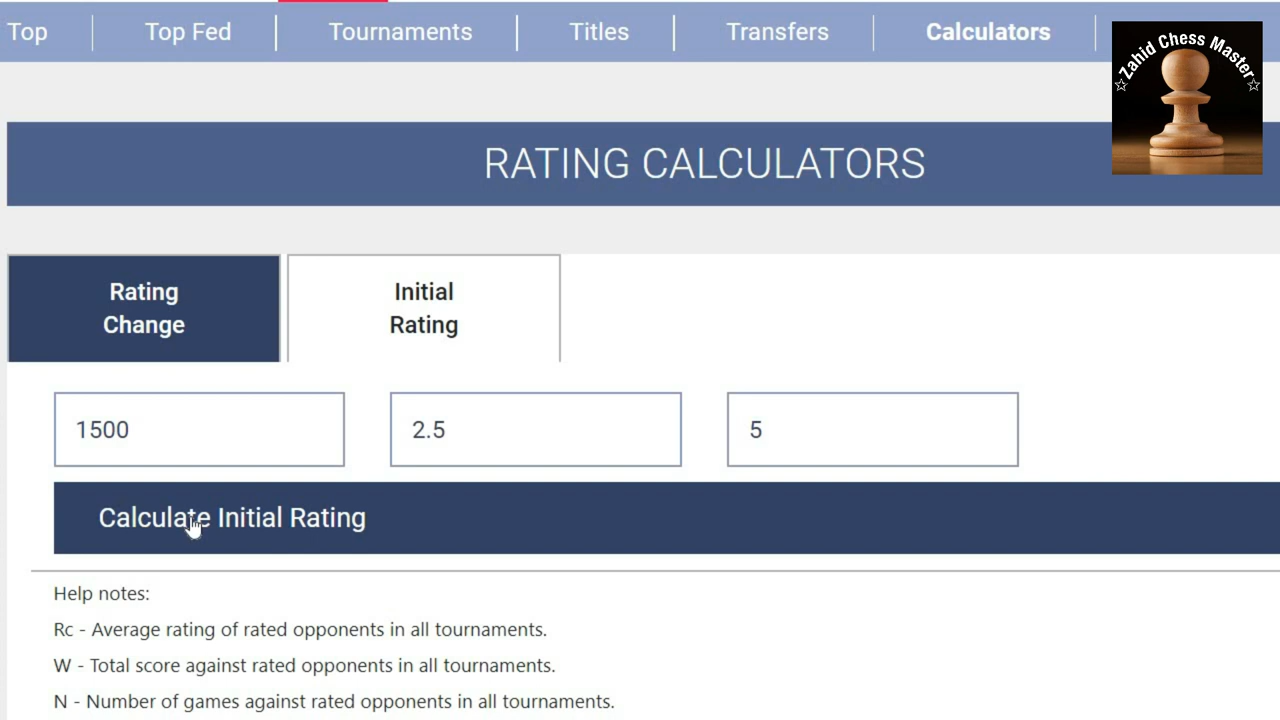 Top
Top Fed
Tournaments
Titles
Transfers
Calculators
☆Zahid Chess Master☆
RATING CALCULATORS
Rating
Change
Initial
Rating
1500
2.5
5
Calculate Initial Rating
Help notes:
Rc - Average rating of rated opponents in all tournaments.
W - Total score against rated opponents in all tournaments.
N - Number of games against rated opponents in all tournaments.